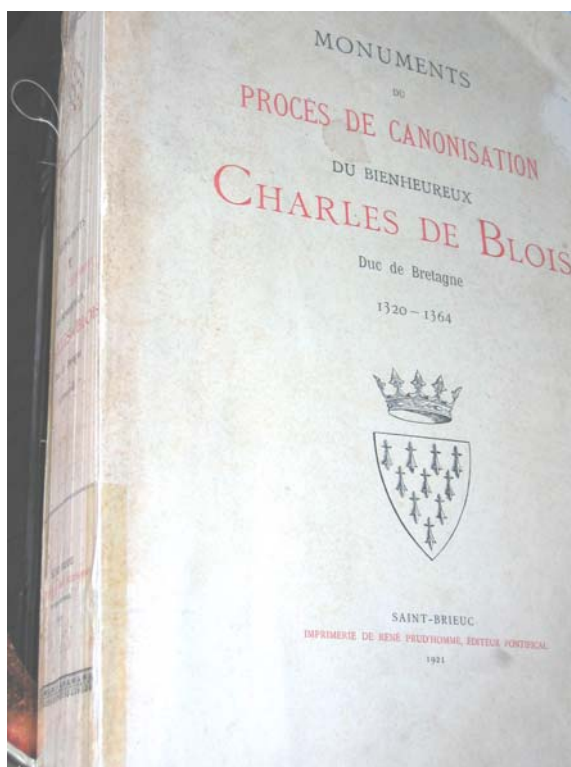 MONUMENTS
DU
PROCÈS DE CANONISATION
DU BIENHEUREUX
CHARLES DE BLOIS
Duc de Bretagne
1320 – 1364
SAINT-BRIEUC
IMPRIMERIE DE RENÉ PRUD'HOMME, ÉDITEUR PONTIFICAL
1921